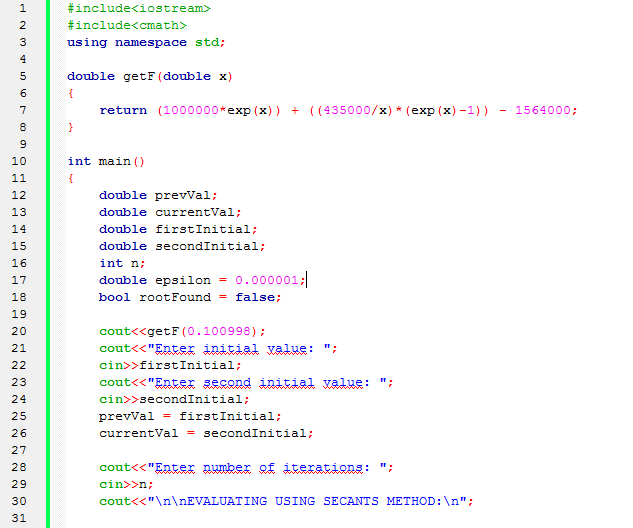 1 #include<iostream>
2 #include<cmath>
3 using namespace std;
4
5 double getF(double x)
6 {
7 return (1000000*exp(x)) + ((435000/x)*(exp(x)-1)) - 1564000;
8 }
9
10 int main()
11 {
12 double prevVal;
13 double currentVal;
14 double firstInitial;
15 double secondInitial;
16 int n;
17 double epsilon = 0.000001;
18 bool rootFound = false;
19
20 cout<<getF(0.100998);
21 cout<<"Enter initial value: ";
22 cin>>firstInitial;
23 cout<<"Enter second initial value: ";
24 cin>>secondInitial;
25 prevVal = firstInitial;
26 currentVal = secondInitial;
27
28 cout<<"Enter number of iterations: ";
29 cin>>n;
30 cout<<"\n\nEVALUATING USING SECANTS METHOD:\n";
31